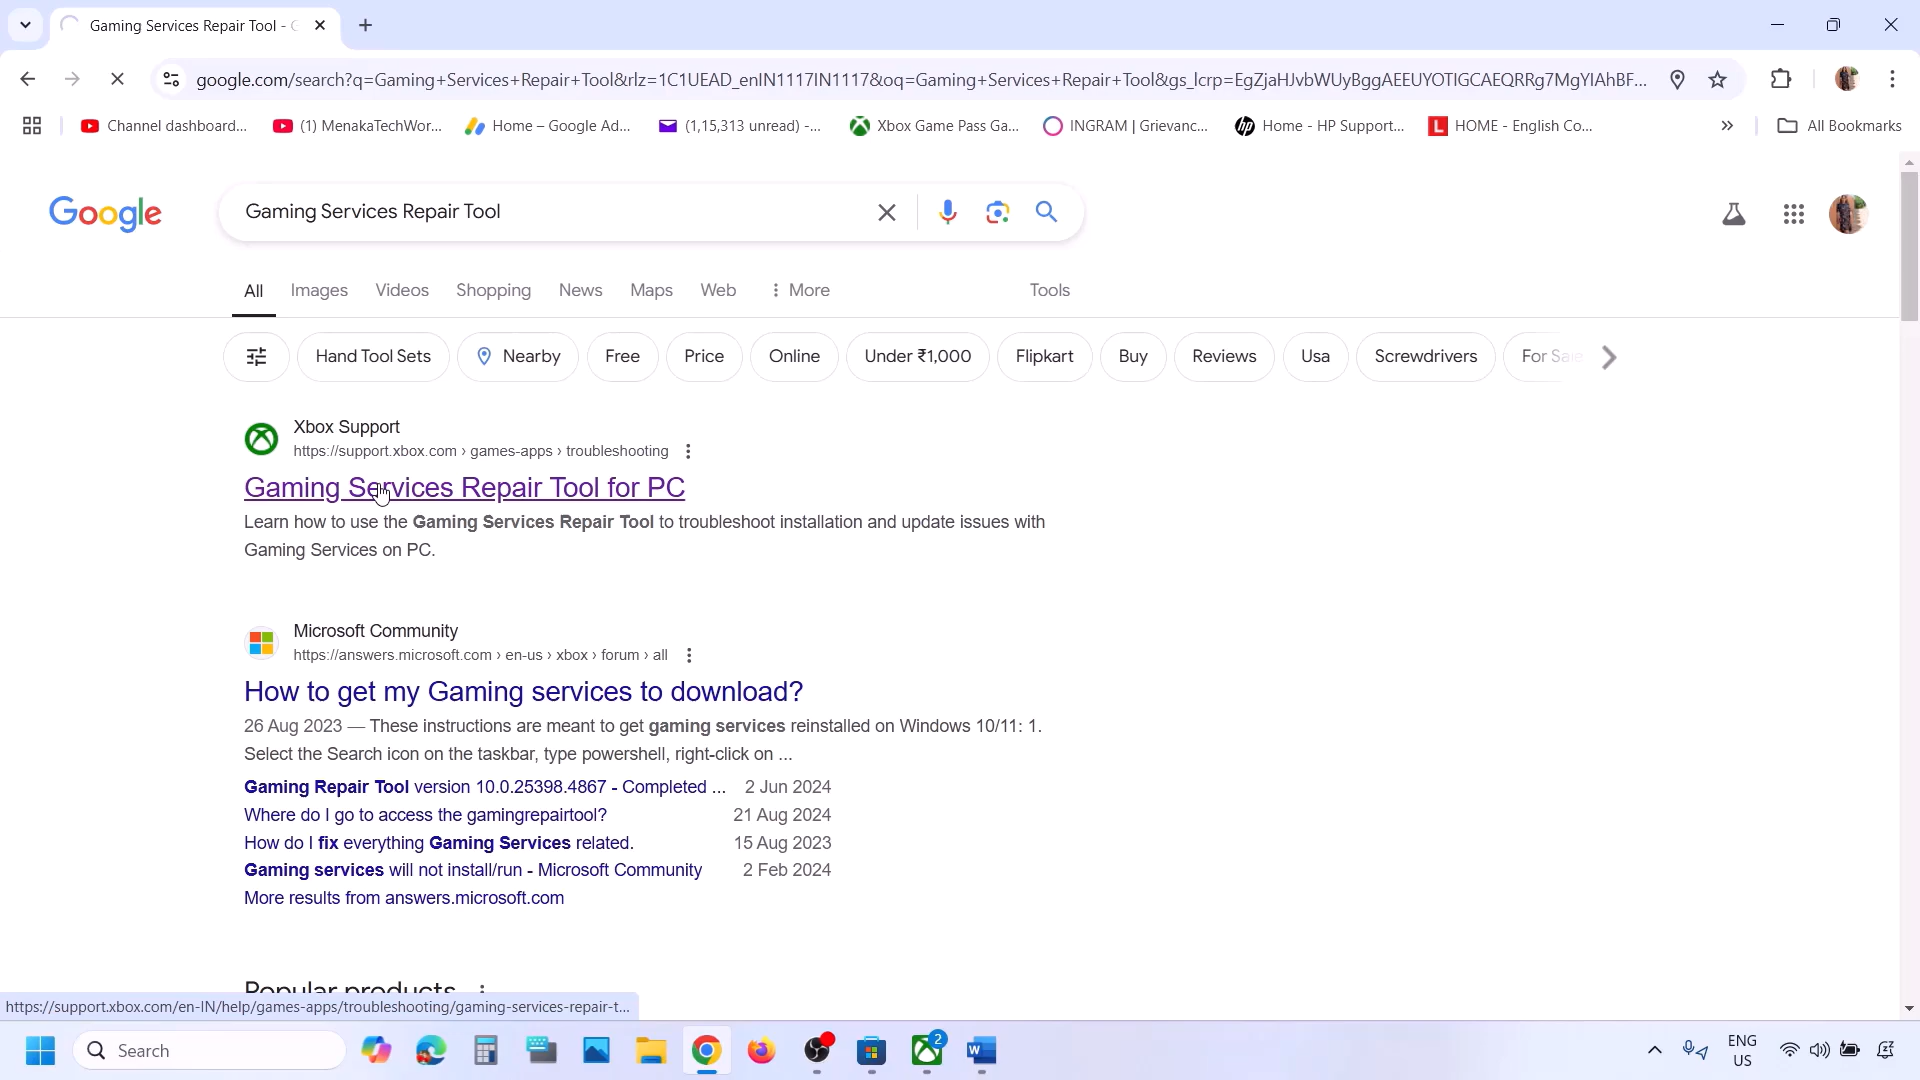 Gaming Services Repair Tool - G
google.com/search?q=Gaming+Services+Repair+Tool&rlz=1C1UEAD_enIN1117IN1117&oq=Gaming+Services+Repair+Tool&gs_lcrp=EgZjaHJvbWUyBggAEEUYOTIGCAEQRRg7MgYIAhBF...
Channel dashboard...
(1) MenakaTechWor...
Home – Google Ad...
(1,15,313 unread) -...
Xbox Game Pass Ga...
INGRAM | Grievanc...
Home - HP Support...
HOME - English Co...
All Bookmarks
Google
Gaming Services Repair Tool
All Images Videos Shopping News Maps Web More Tools
Hand Tool Sets Nearby Free Price Online Under ₹1,000 Flipkart Buy Reviews Usa Screwdrivers For Sale
Xbox Support
https://support.xbox.com › games-apps › troubleshooting
Gaming Services Repair Tool for PC
Learn how to use the Gaming Services Repair Tool to troubleshoot installation and update issues with
Gaming Services on PC.
Microsoft Community
https://answers.microsoft.com › en-us › xbox › forum › all
How to get my Gaming services to download?
26 Aug 2023 — These instructions are meant to get gaming services reinstalled on Windows 10/11: 1.
Select the Search icon on the taskbar, type powershell, right-click on ...
Gaming Repair Tool version 10.0.25398.4867 - Completed ... 2 Jun 2024
Where do I go to access the gamingrepairtool? 21 Aug 2024
How do I fix everything Gaming Services related. 15 Aug 2023
Gaming services will not install/run - Microsoft Community 2 Feb 2024
More results from answers.microsoft.com
Popular products
https://support.xbox.com/en-IN/help/games-apps/troubleshooting/gaming-services-repair-t...
Search
2
ENG
US